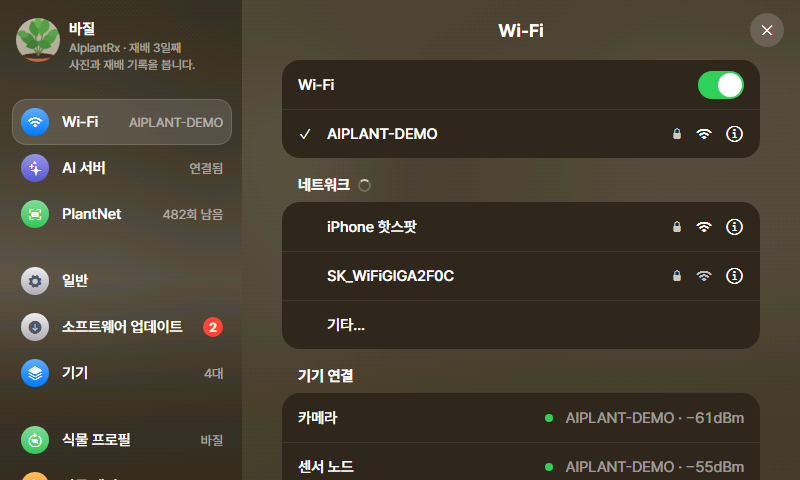 바질
AIplantRx · 재배 3일째
사진과 재배 기록을 봅니다.
Wi-Fi AIPLANT-DEMO
AI 서버 연결됨
PlantNet 482회 남음
일반
소프트웨어 업데이트 2
기기 4대
식물 프로필 바질
Wi-Fi
Wi-Fi
AIPLANT-DEMO
네트워크
iPhone 핫스팟
SK_WiFiGIGA2F0C
기타...
기기 연결
카메라 AIPLANT-DEMO · −61dBm
센서 노드 AIPLANT-DEMO · −55dBm